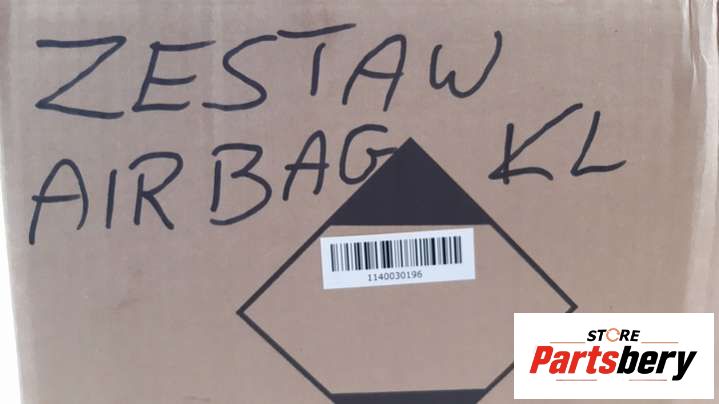 ZESTAW
AIRBAG KL
1140030196
STORE
Partsbery